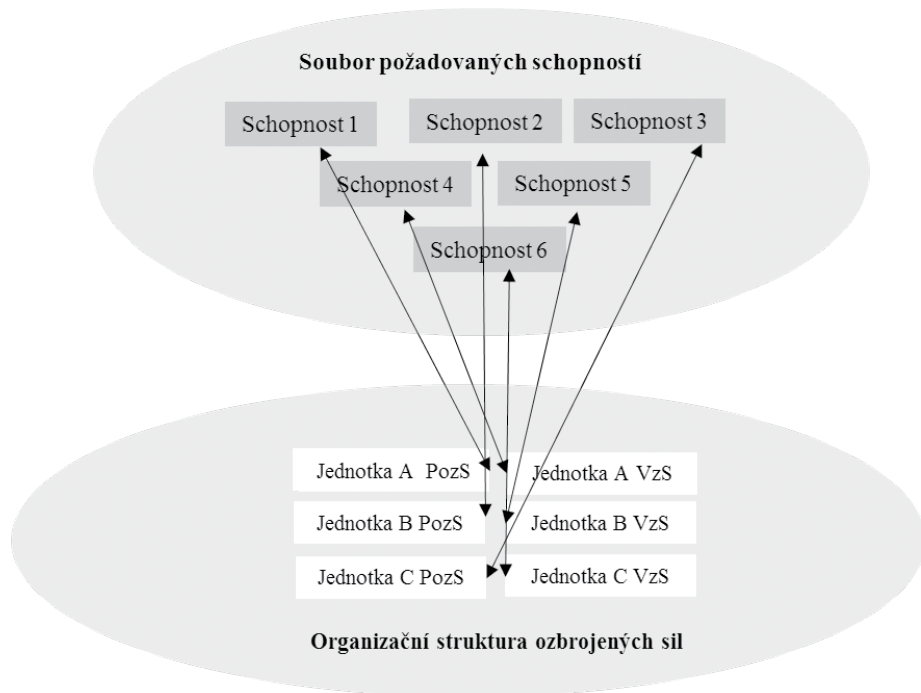 Soubor požadovaných schopností
Schopnost 1
Schopnost 2
Schopnost 3
Schopnost 4
Schopnost 5
Schopnost 6
Jednotka A PozS
Jednotka A VzS
Jednotka B PozS
Jednotka B VzS
Jednotka C PozS
Jednotka C VzS
Organizační struktura ozbrojených sil